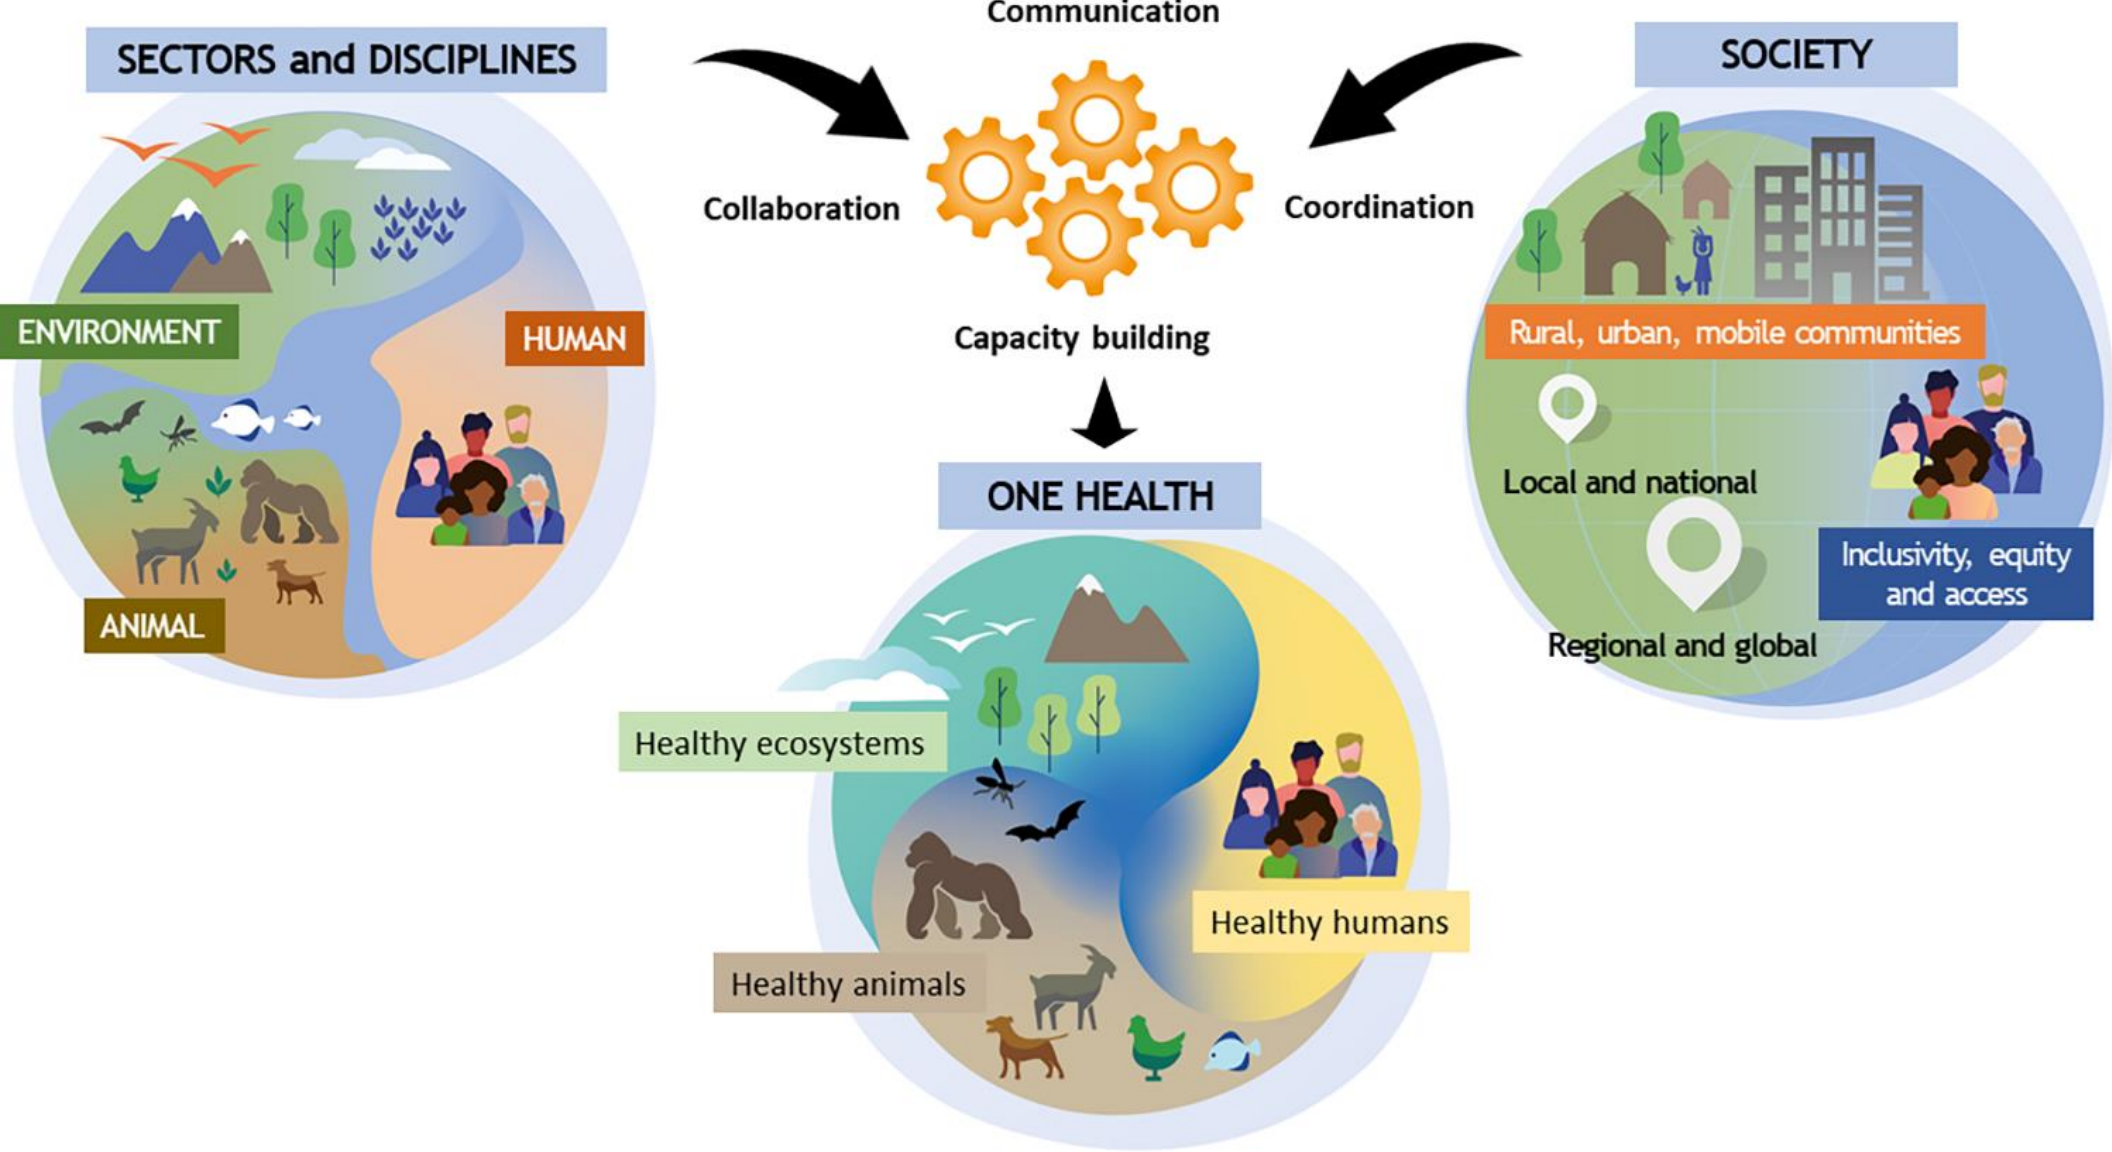 Communication
SECTORS and DISCIPLINES
SOCIETY
Collaboration
Coordination
ENVIRONMENT
HUMAN
Capacity building
Rural, urban, mobile communities
Local and national
ONE HEALTH
Inclusivity, equity
and access
ANIMAL
Regional and global
Healthy ecosystems
Healthy humans
Healthy animals